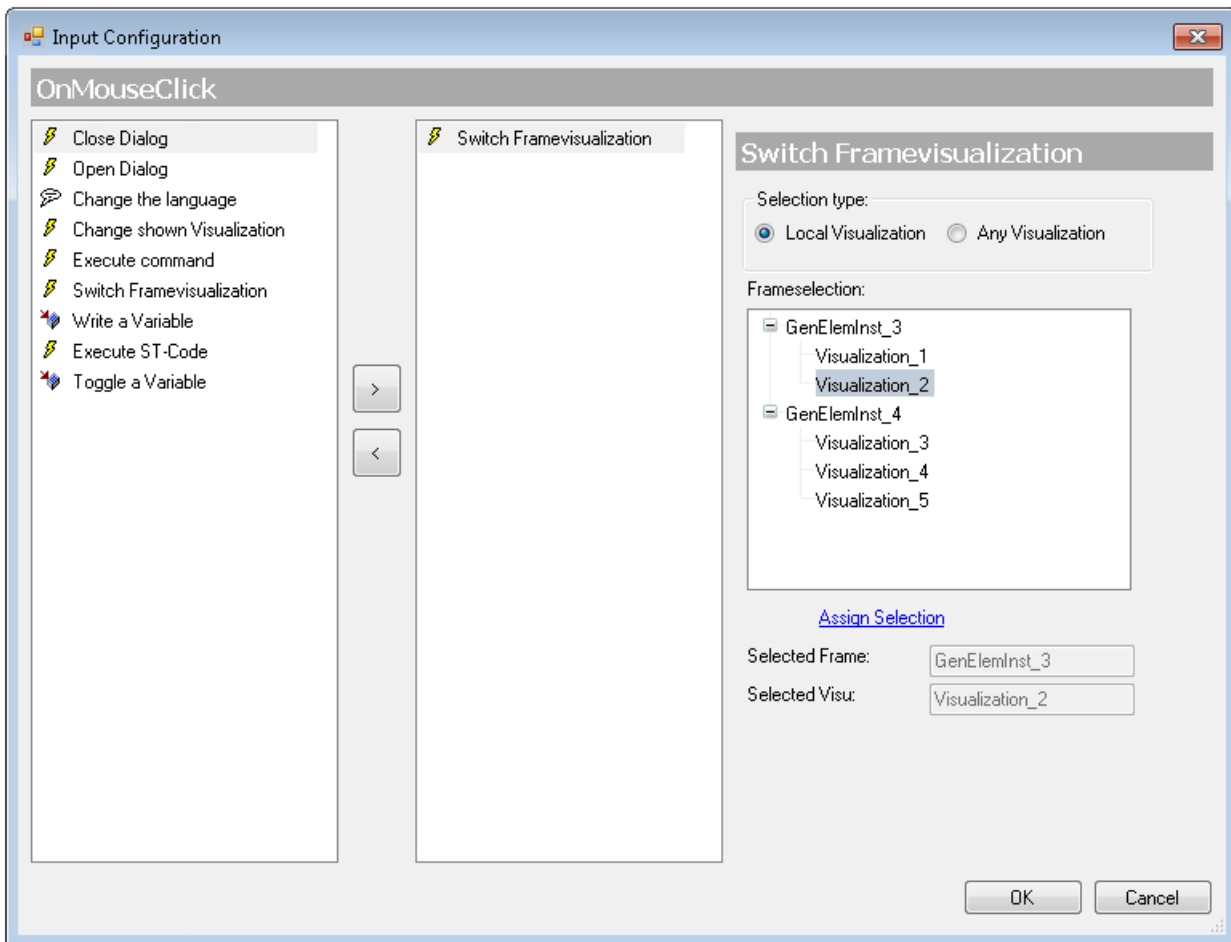 Input Configuration
OnMouseClick
Close Dialog
Open Dialog
Change the language
Change shown Visualization
Execute command
Switch Framevisualization
Write a Variable
Execute ST-Code
Toggle a Variable
>
<
Switch Framevisualization
Switch Framevisualization
Selection type:
Local Visualization Any Visualization
Frameselection:
GenElemInst_3
Visualization_1
Visualization_2
GenElemInst_4
Visualization_3
Visualization_4
Visualization_5
Assign Selection
Selected Frame: GenElemInst_3
Selected Visu: Visualization_2
OK Cancel